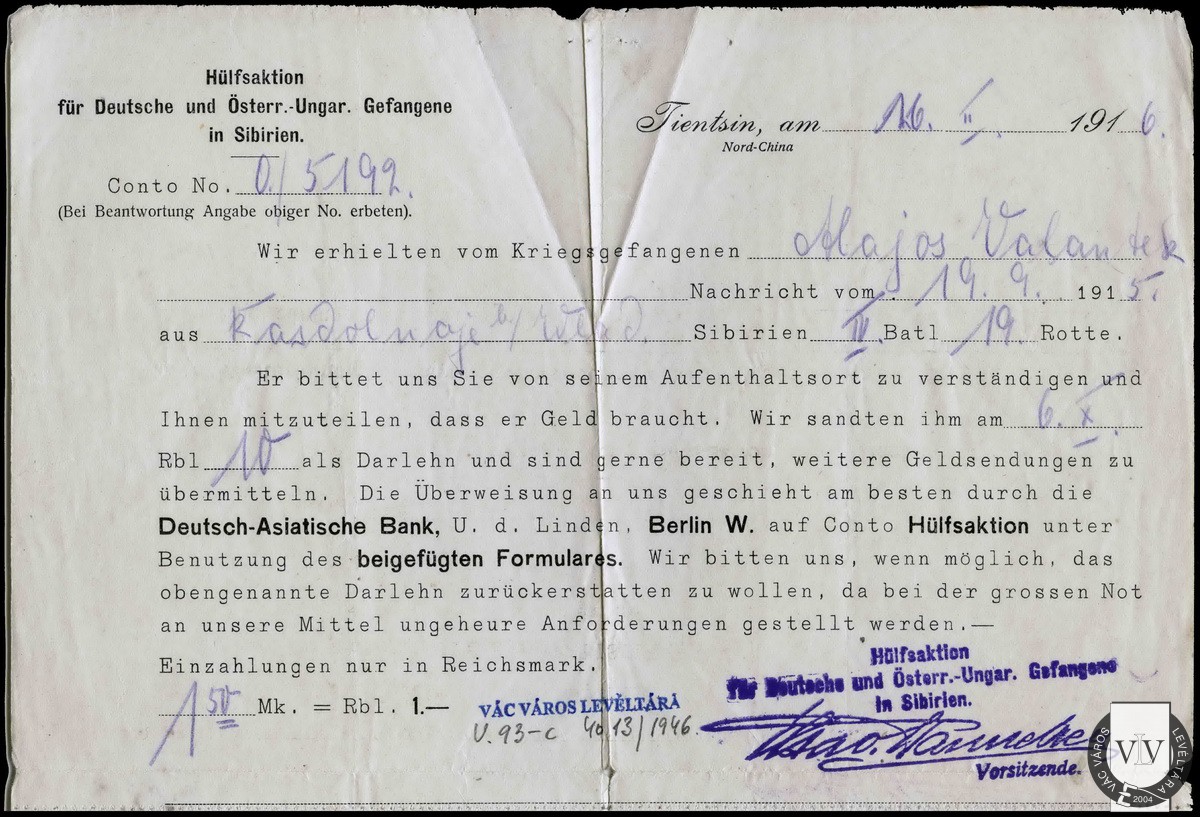 Hülfsaktion
für Deutsche und Österr.-Ungar. Gefangene
in Sibirien.
Conto No. 0./5192.
(Bei Beantwortung Angabe obiger No. erbeten).
Tientsin, am 16. II. 1916.
Nord-China
Wir erhielten vom Kriegsgefangenen Alajos Valantek
Nachricht vom 19. 9. 1915.
aus Rasdolnoje b/ Wlad. Sibirien IV. Batl 19. Rotte.
Er bittet uns Sie von seinem Aufenthaltsort zu verständigen und
Ihnen mitzuteilen, dass er Geld braucht. Wir sandten ihm am 6. X.
Rbl 10 als Darlehn und sind gerne bereit, weitere Geldsendungen zu
übermitteln. Die Überweisung an uns geschieht am besten durch die
Deutsch-Asiatische Bank, U. d. Linden, Berlin W. auf Conto Hülfsaktion unter
Benutzung des beigefügten Formulares. Wir bitten uns, wenn möglich, das
obengenannte Darlehn zurückerstatten zu wollen, da bei der grossen Not
an unsere Mittel ungeheure Anforderungen gestellt werden.—
Einzahlungen nur in Reichsmark.
1 50 Mk. = Rbl. 1.—
VÁC VÁROS LEVÉLTÁRA
V. 93-c 40.13/1946.
Hülfsaktion
für Deutsche und Österr.-Ungar. Gefangene
in Sibirien.
Vorsitzende.
VÁC VÁROS LEVÉLTÁRA
VLV
2004